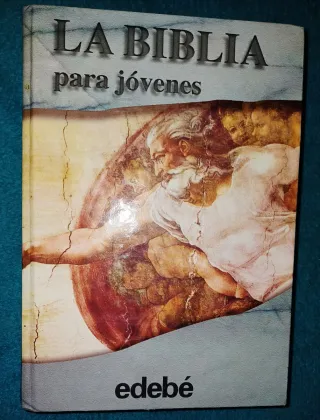 LA BIBLIA
para jóvenes
edebé